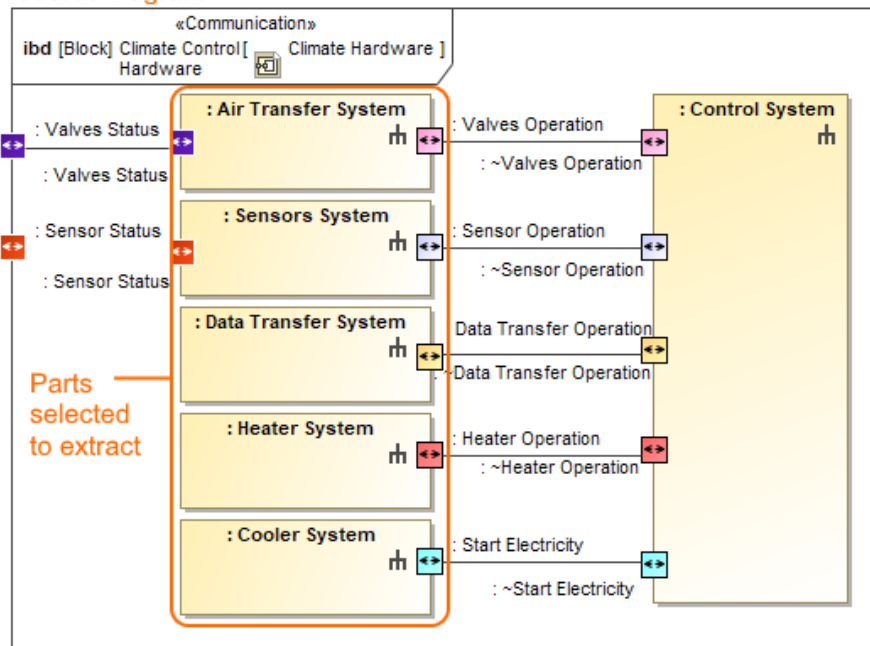 «Communication»
ibd [Block] Climate Control [ Climate Hardware ]
Hardware
: Air Transfer System
: Control System
: Valves Status
: Valves Operation
: ~Valves Operation
: Valves Status
: Sensors System
: Sensor Status
: Sensor Operation
: ~Sensor Operation
: Sensor Status
: Data Transfer System
Data Transfer Operation
: ~Data Transfer Operation
Parts
selected
to extract
: Heater System
: Heater Operation
: ~Heater Operation
: Cooler System
: Start Electricity
: ~Start Electricity